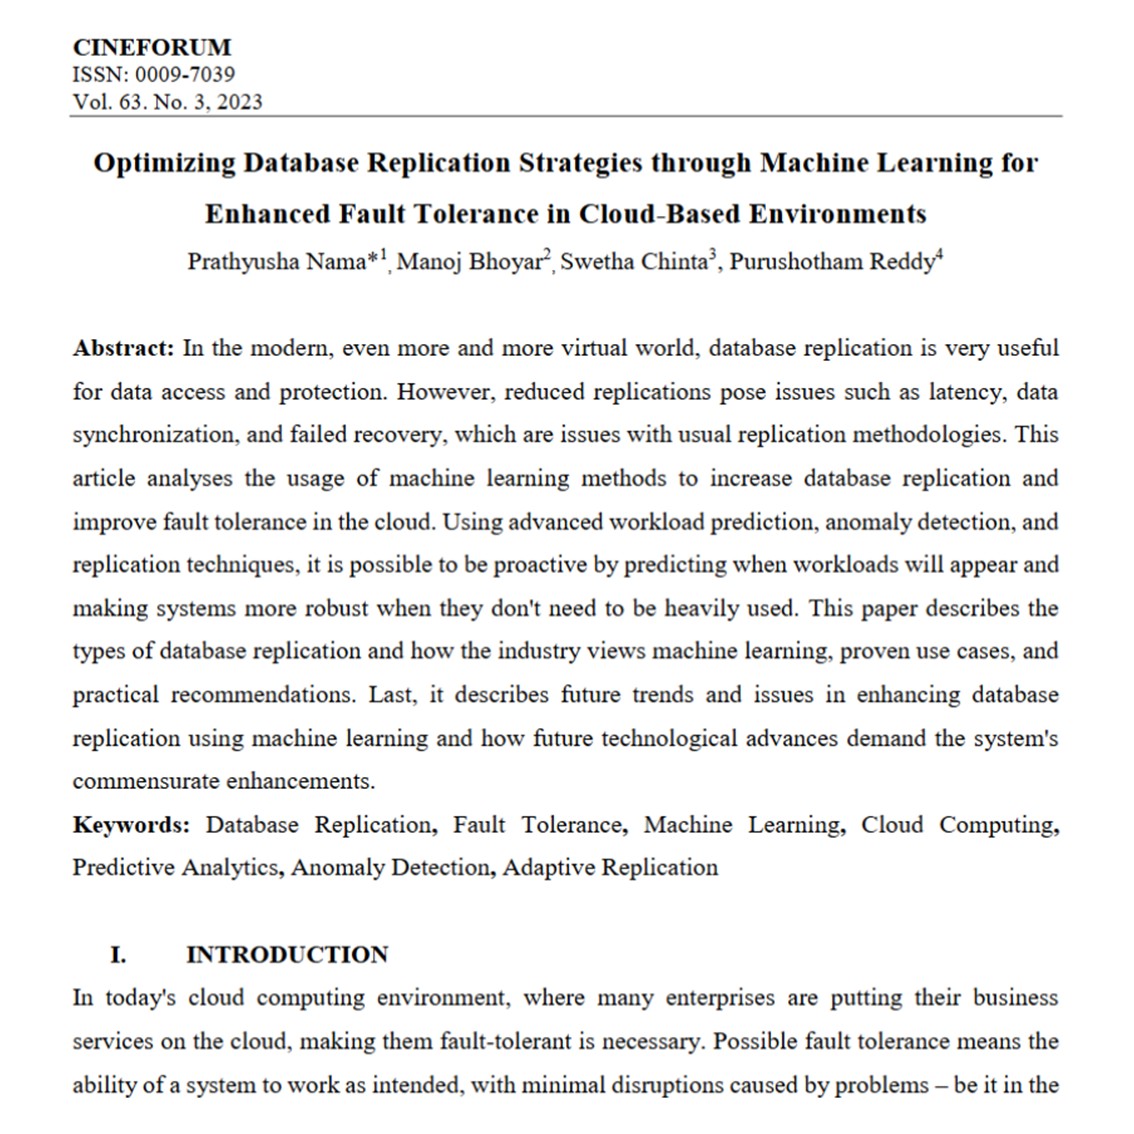 CINEFORUM
ISSN: 0009-7039
Vol. 63. No. 3, 2023
Optimizing Database Replication Strategies through Machine Learning for
Enhanced Fault Tolerance in Cloud-Based Environments
Prathyusha Nama*1, Manoj Bhoyar2, Swetha Chinta3, Purushotham Reddy4
Abstract: In the modern, even more and more virtual world, database replication is very useful
for data access and protection. However, reduced replications pose issues such as latency, data
synchronization, and failed recovery, which are issues with usual replication methodologies. This
article analyses the usage of machine learning methods to increase database replication and
improve fault tolerance in the cloud. Using advanced workload prediction, anomaly detection, and
replication techniques, it is possible to be proactive by predicting when workloads will appear and
making systems more robust when they don't need to be heavily used. This paper describes the
types of database replication and how the industry views machine learning, proven use cases, and
practical recommendations. Last, it describes future trends and issues in enhancing database
replication using machine learning and how future technological advances demand the system's
commensurate enhancements.
Keywords: Database Replication, Fault Tolerance, Machine Learning, Cloud Computing,
Predictive Analytics, Anomaly Detection, Adaptive Replication
I. INTRODUCTION
In today's cloud computing environment, where many enterprises are putting their business
services on the cloud, making them fault-tolerant is necessary. Possible fault tolerance means the
ability of a system to work as intended, with minimal disruptions caused by problems – be it in the